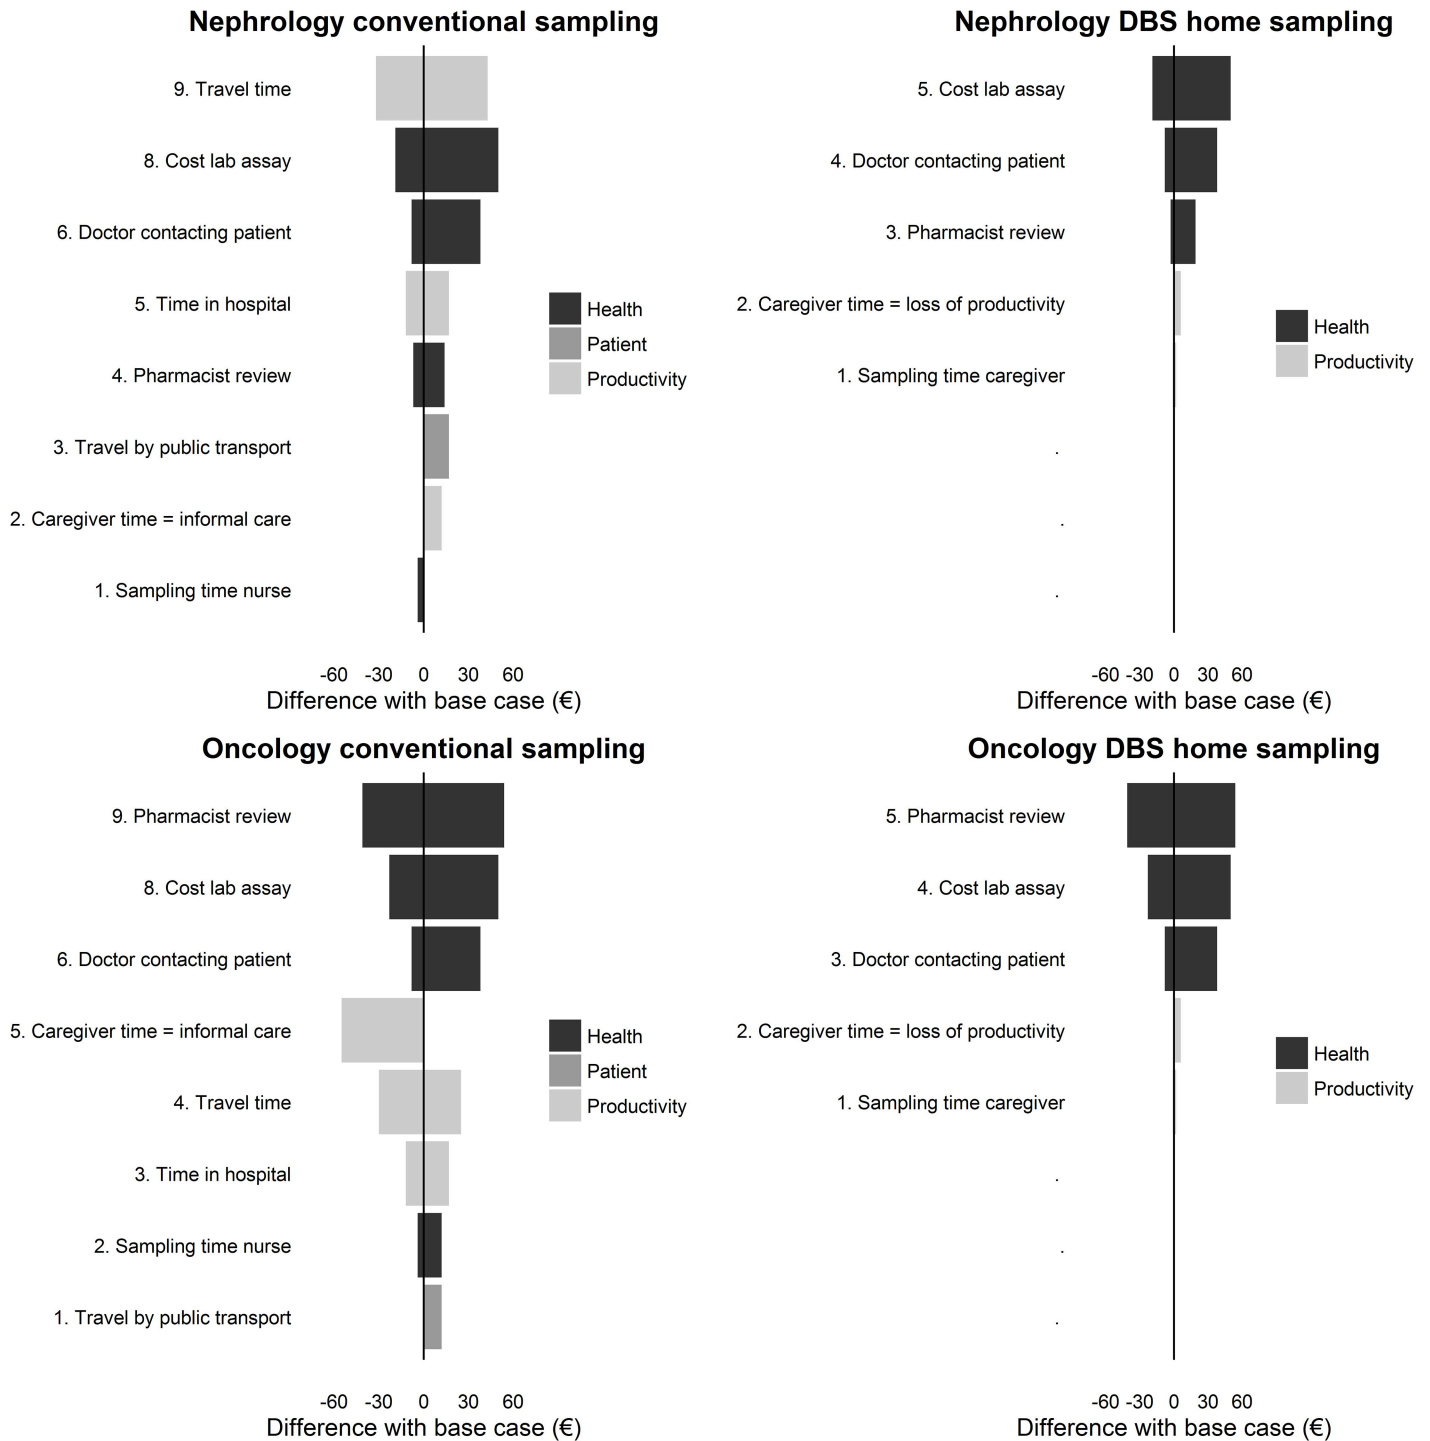 Nephrology conventional sampling
9. Travel time
8. Cost lab assay
6. Doctor contacting patient
5. Time in hospital
4. Pharmacist review
3. Travel by public transport
2. Caregiver time = informal care
1. Sampling time nurse
Health
Patient
Productivity
-60 -30 0 30 60
Difference with base case (€)
Nephrology DBS home sampling
5. Cost lab assay
4. Doctor contacting patient
3. Pharmacist review
2. Caregiver time = loss of productivity
1. Sampling time caregiver
.
.
.
Health
Productivity
-60 -30 0 30 60
Difference with base case (€)
Oncology conventional sampling
9. Pharmacist review
8. Cost lab assay
6. Doctor contacting patient
5. Caregiver time = informal care
4. Travel time
3. Time in hospital
2. Sampling time nurse
1. Travel by public transport
Health
Patient
Productivity
-60 -30 0 30 60
Difference with base case (€)
Oncology DBS home sampling
5. Pharmacist review
4. Cost lab assay
3. Doctor contacting patient
2. Caregiver time = loss of productivity
1. Sampling time caregiver
.
.
.
Health
Productivity
-60 -30 0 30 60
Difference with base case (€)